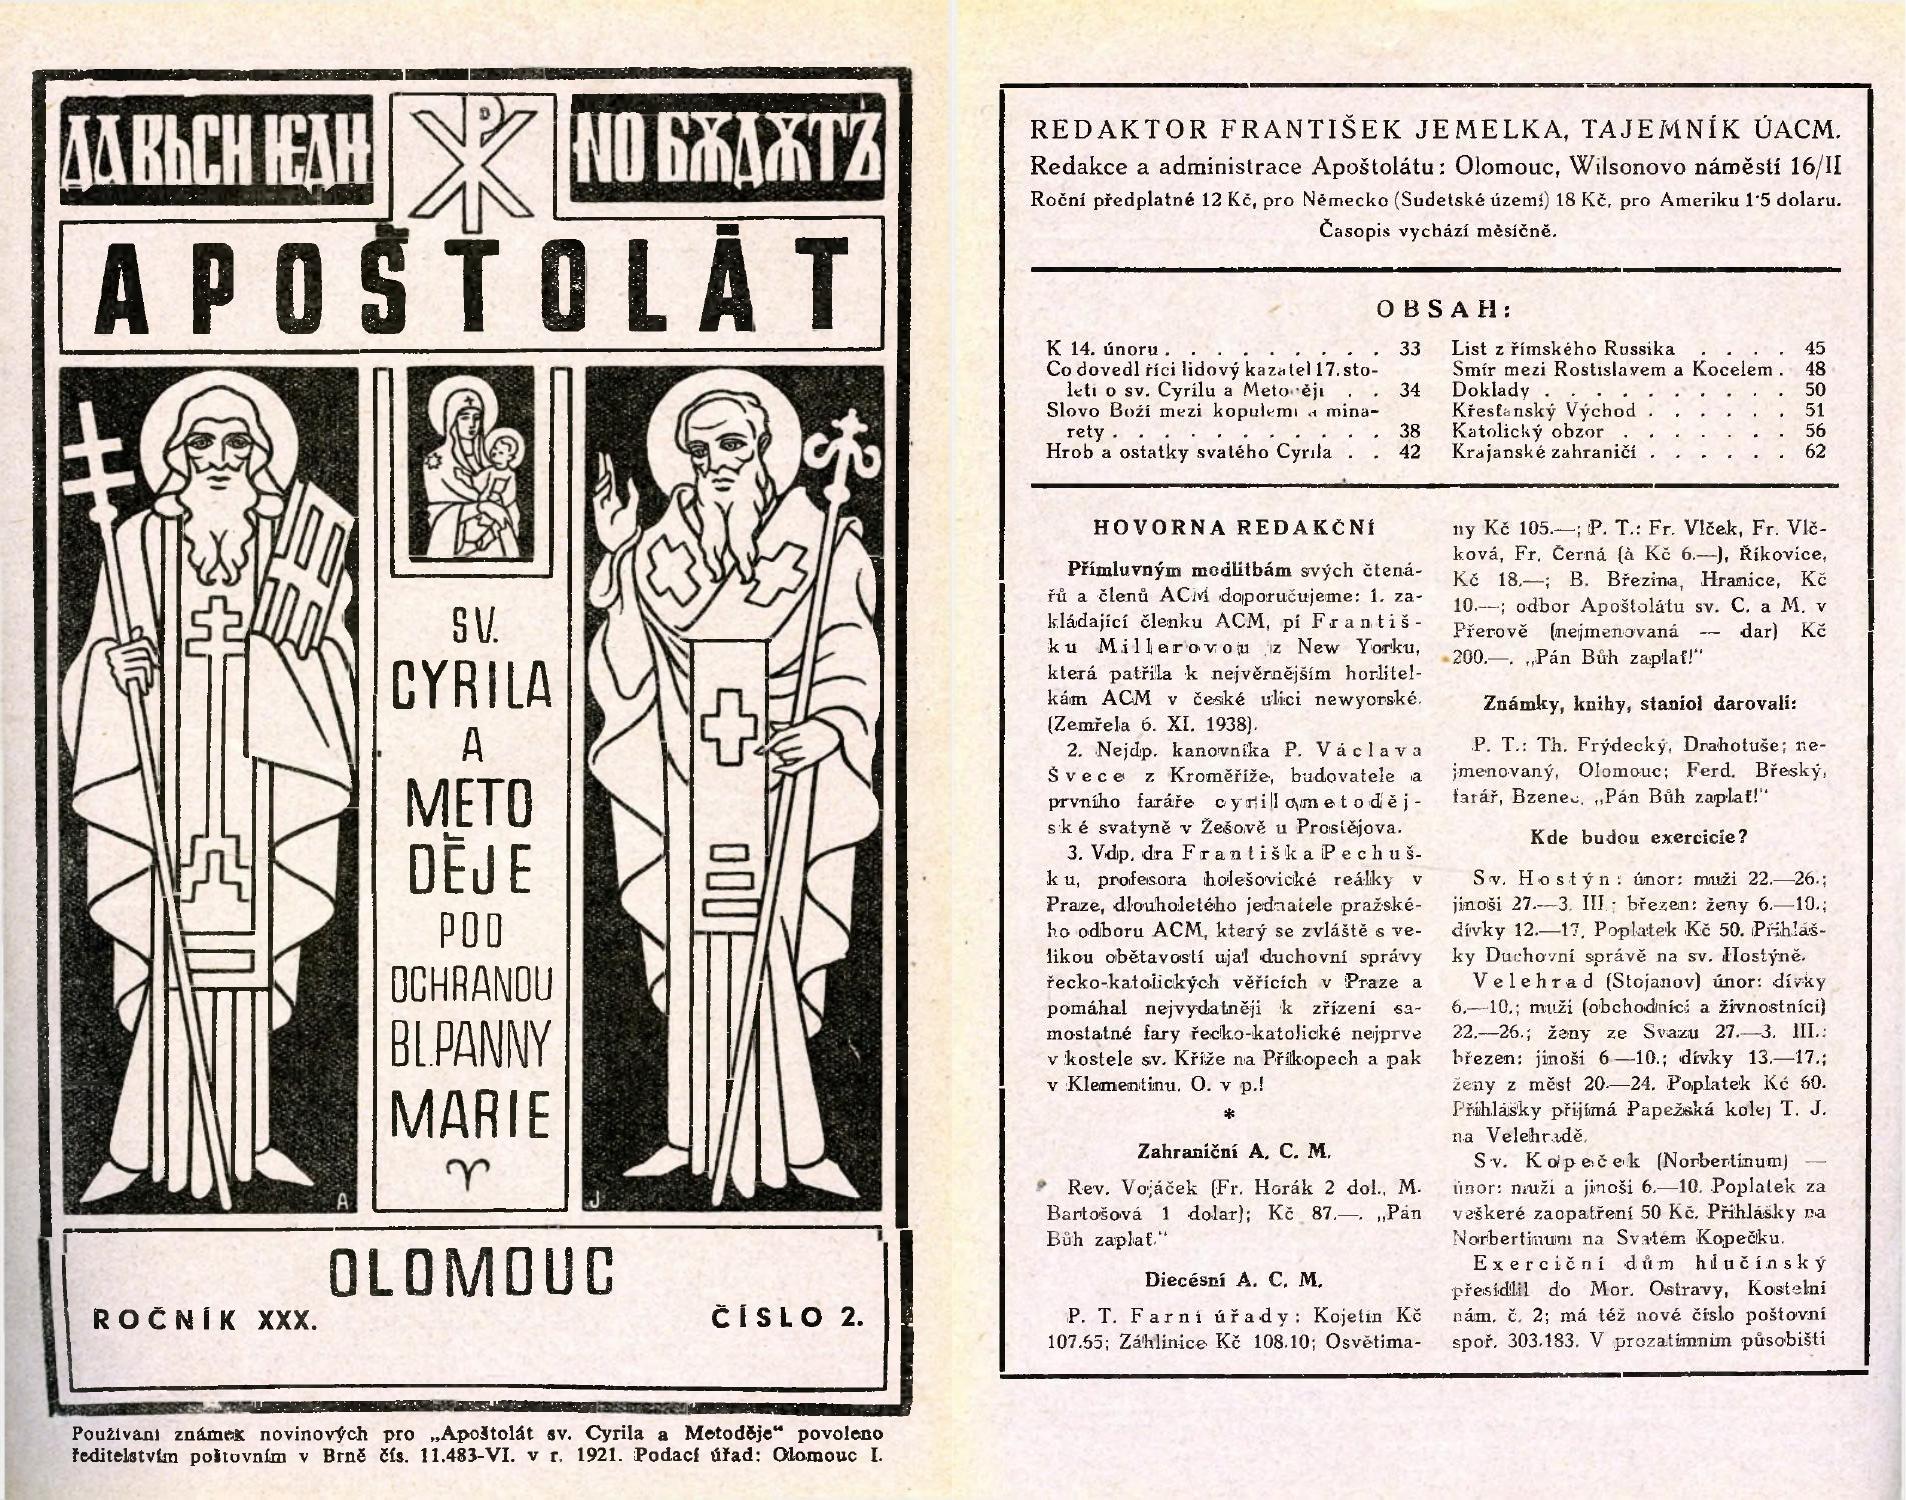 ДА ВЬСИ ѤДИ
NO БѪДѪТЪ
APOŠTOLÁT
SV.
CYRILA
A
METO
DĚJE
POD
OCHRANOU
BL.PANNY
MARIE
A
J
OLOMOUC
ROČNÍK XXX.
ČÍSLO 2.
Používání známek novinových pro „Apoštolát sv. Cyrila a Metoděje“ povoleno
ředitelstvím poštovním v Brně čís. 11.483-VI. v r. 1921. Podací úřad: Olomouc I.
REDAKTOR FRANTIŠEK JEMELKA, TAJEMNÍK ÚACM.
Redakce a administrace Apoštolátu: Olomouc, Wilsonovo náměstí 16/II
Roční předplatné 12 Kč, pro Německo (Sudetské území) 18 Kč, pro Ameriku 1·5 dolaru.
Časopis vychází měsíčně.
OBSAH:
K 14. únoru . . . . . . . . . 33
Co dovedl říci lidový kazatel 17. sto-
letí o sv. Cyrilu a Metoději . . 34
Slovo Boží mezi kopulemi a mina-
rety . . . . . . . . . . . 38
Hrob a ostatky svatého Cyrila . . 42
List z římského Russika . . . . 45
Smír mezi Rostislavem a Kocelem . 48
Doklady . . . . . . . . . . 50
Křesťanský Východ . . . . . . 51
Katolický obzor . . . . . . . 56
Krajanské zahraničí . . . . . . 62
HOVORNA REDAKČNÍ
Přímluvným modlitbám svých čtená-
řů a členů ACM doporučujeme: 1. za-
kládající členku ACM, pí Františ-
ku Millerovou z New Yorku,
která patřila k nejvěrnějším horlitel-
kám ACM v české ulici newyorské.
(Zemřela 6. XI. 1938).
2. Nejdp. kanovníka P. Václava
Švece z Kroměříže, budovatele a
prvního faráře cyrilometoděj-
ské svatyně v Žešově u Prostějova.
3. Vdp. dra Františka Pechuš-
ku, profesora holešovické reálky v
Praze, dlouholetého jednatele pražské-
ho odboru ACM, který se zvláště s ve-
likou obětavostí ujal duchovní správy
řecko-katolických věřících v Praze a
pomáhal nejvydatněji k zřízení sa-
mostatné fary řecko-katolické nejprve
v kostele sv. Kříže na Příkopech a pak
v Klementinu. O. v p.!
*
Zahraniční A. C. M.
Rev. Vojáček (Fr. Horák 2 dol., M.
Bartošová 1 dolar); Kč 87.—. „Pán
Bůh zaplať.“
Diecésní A. C. M.
P. T. Farní úřady: Kojetín Kč
107.65; Záhlinice Kč 108.10; Osvětima-
ny Kč 105.—; P. T.: Fr. Vlček, Fr. Vlč-
ková, Fr. Černá (à Kč 6.—), Říkovice,
Kč 18.—; B. Březina, Hranice, Kč
10.—; odbor Apoštolátu sv. C. a M. v
Přerově (nejmenovaná — dar) Kč
200.—. „Pán Bůh zaplať!“
Známky, knihy, staniol darovali:
P. T.: Th. Frýdecký, Drahotuše; ne-
jmenovaný, Olomouc; Ferd. Břeský,
farář, Bzenec. „Pán Bůh zaplať!“
Kde budou exercicie?
Sv. Hostýn: únor: muži 22.—26.;
jinoši 27.—3. III.; březen: ženy 6.—10.;
dívky 12.—17. Poplatek Kč 50. Přihláš-
ky Duchovní správě na sv. Hostýně.
Velehrad (Stojanov) únor: dívky
6.—10.; muži (obchodníci a živnostníci)
22.—26.; ženy ze Svazu 27.—3. III.:
březen: jinoši 6—10.; dívky 13.—17.;
ženy z měst 20.—24. Poplatek Kč 60.
Přihlášky přijímá Papežská kolej T. J.
na Velehradě.
Sv. Kopeček (Norbertinum) —
únor: muži a jinoši 6.—10. Poplatek za
veškeré zaopatření 50 Kč. Přihlášky na
Norbertinum na Svatém Kopečku.
Exerciční dům hlučínský
přesídlil do Mor. Ostravy, Kostelní
nám. č. 2; má též nové číslo poštovní
spoř. 303.183. V prozatímním působišti